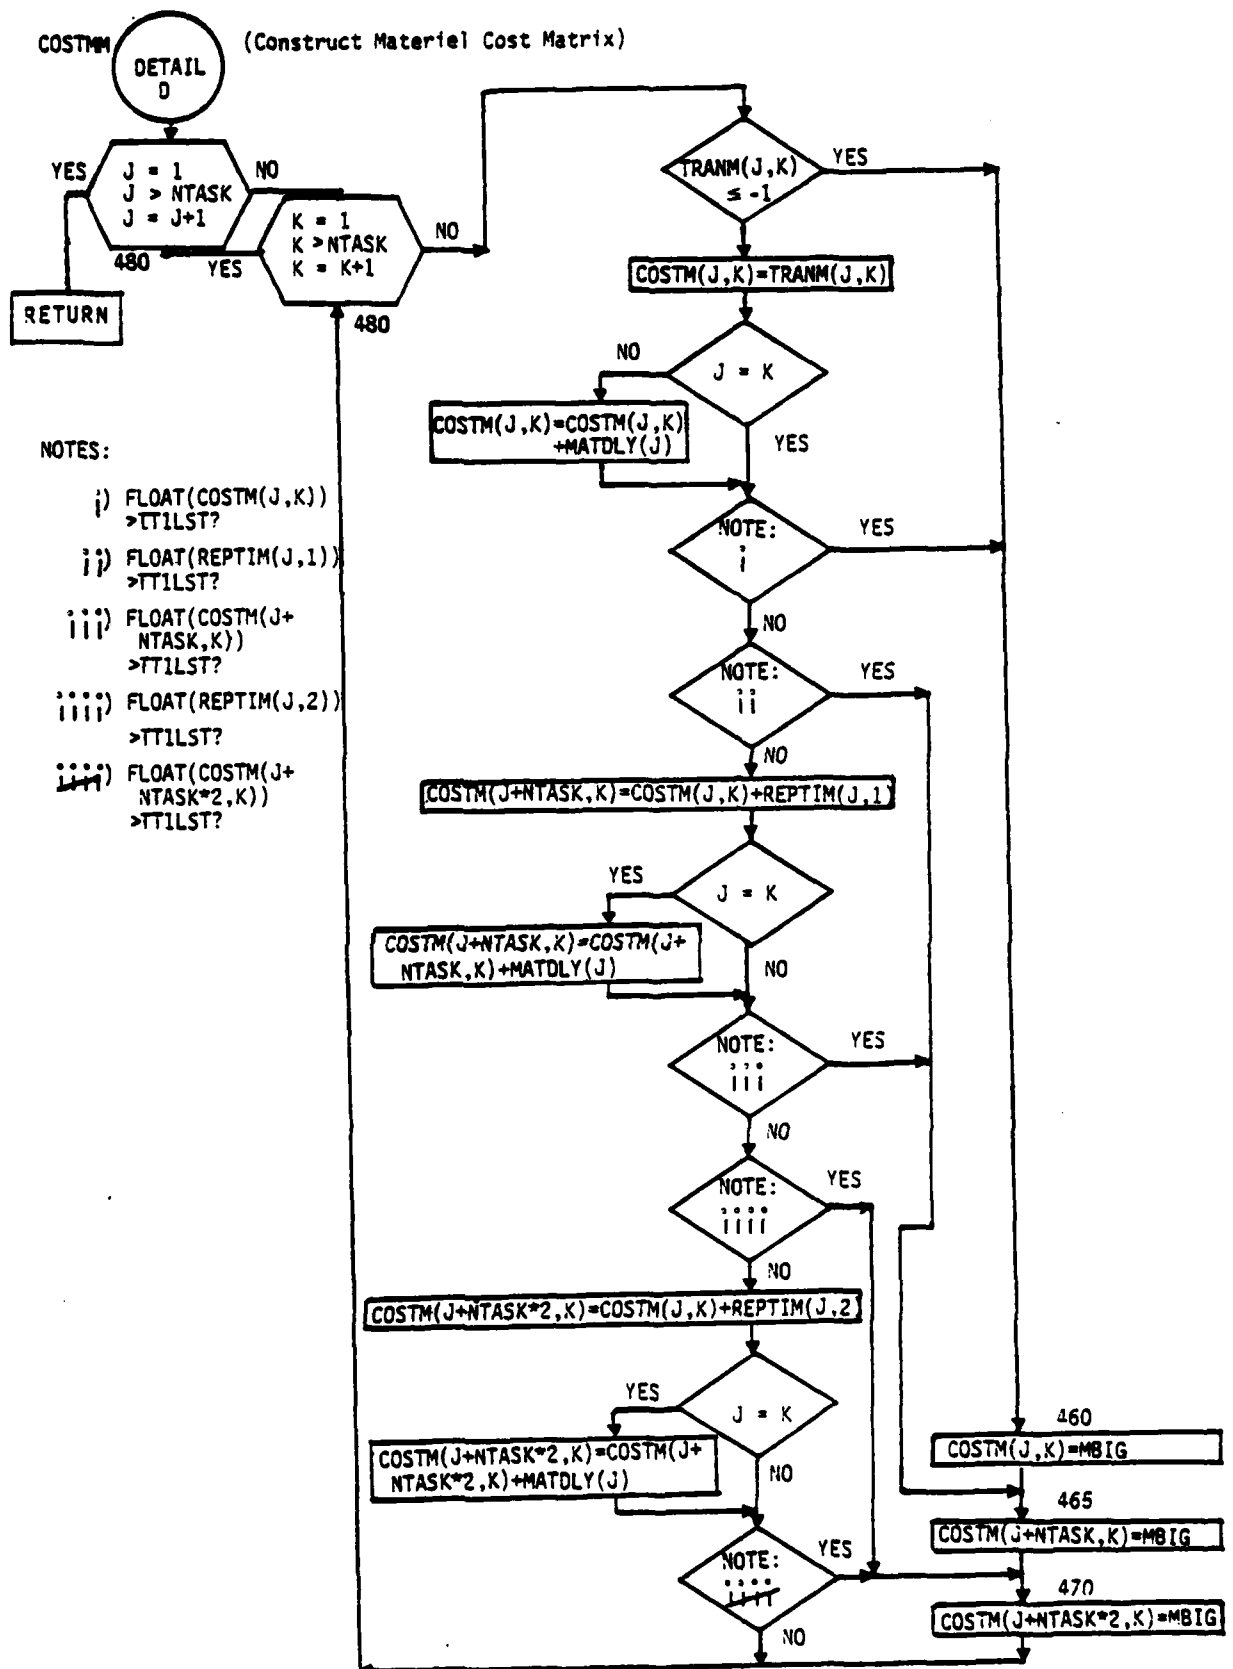 COSTMM
(Construct Materiel Cost Matrix)
DETAIL
D
YES
J = 1
J > NTASK
J = J+1
NO
480
RETURN
YES
K = 1
K >NTASK
K = K+1
NO
480
TRANM(J,K)
≤ -1
YES
COSTM(J,K)=TRANM(J,K)
NO
J = K
COSTM(J,K)=COSTM(J,K)
+MATDLY(J)
YES
NOTES:
i) FLOAT(COSTM(J,K))
>TT1LST?
ii) FLOAT(REPTIM(J,1))
>TT1LST?
iii) FLOAT(COSTM(J+
NTASK,K))
>TT1LST?
iiii) FLOAT(REPTIM(J,2))
>TT1LST?
iiii) FLOAT(COSTM(J+
NTASK*2,K))
>TT1LST?
NOTE:
i
YES
NO
NOTE:
ii
YES
NO
COSTM(J+NTASK,K)=COSTM(J,K)+REPTIM(J,1)
YES
J = K
COSTM(J+NTASK,K)=COSTM(J+
NTASK,K)+MATDLY(J)
NO
NOTE:
iii
YES
NO
NOTE:
iiii
YES
NO
COSTM(J+NTASK*2,K)=COSTM(J,K)+REPTIM(J,2)
YES
J = K
COSTM(J+NTASK*2,K)=COSTM(J+
NTASK*2,K)+MATDLY(J)
NO
NOTE:
iiii
YES
NO
460
COSTM(J,K)=MBIG
465
COSTM(J+NTASK,K)=MBIG
470
COSTM(J+NTASK*2,K)=MBIG